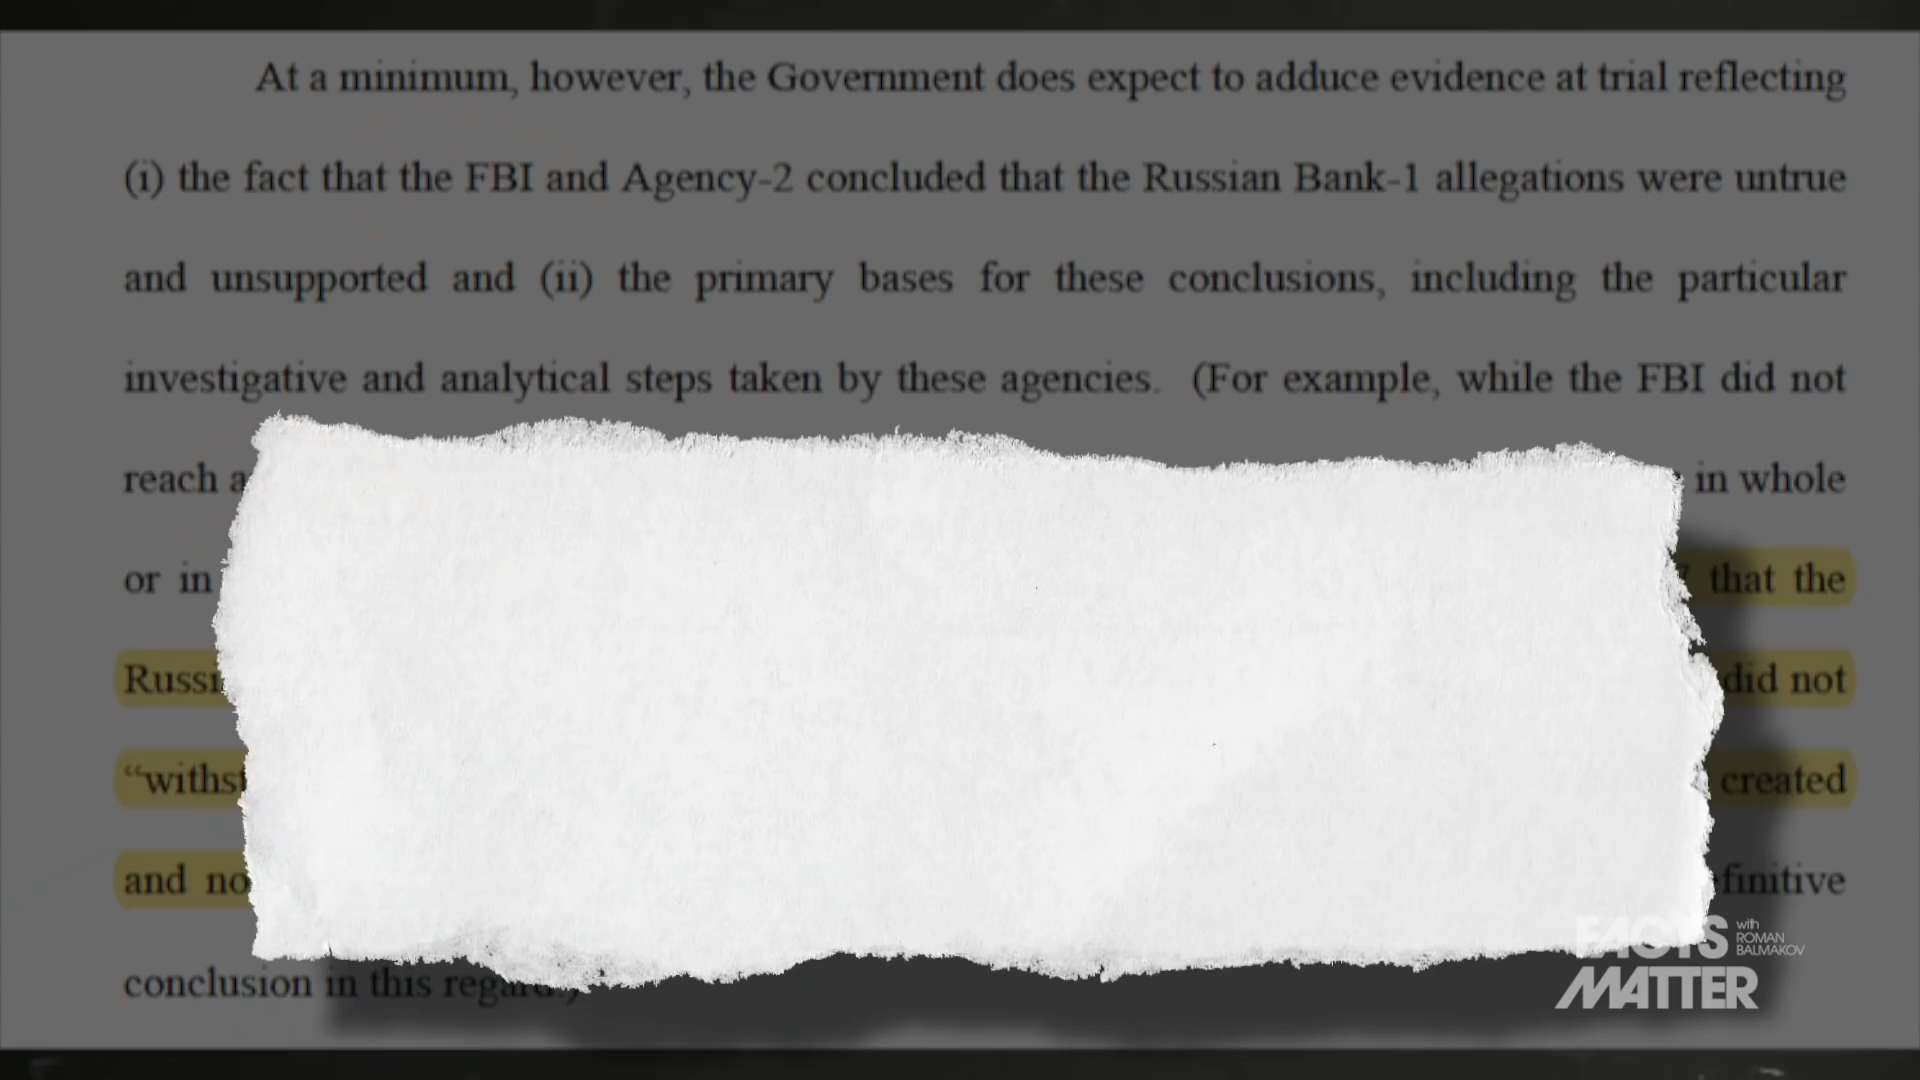 At a minimum, however, the Government does expect to adduce evidence at trial reflecting
(i) the fact that the FBI and Agency-2 concluded that the Russian Bank-1 allegations were untrue
and unsupported and (ii) the primary bases for these conclusions, including the particular
investigative and analytical steps taken by these agencies. (For example, while the FBI did not
reach a in whole
or in that the
Russi did not
“withst created
and no finitive
conclusion in this regard.)
FACTS
with
ROMAN
BALMAKOV
MATTER